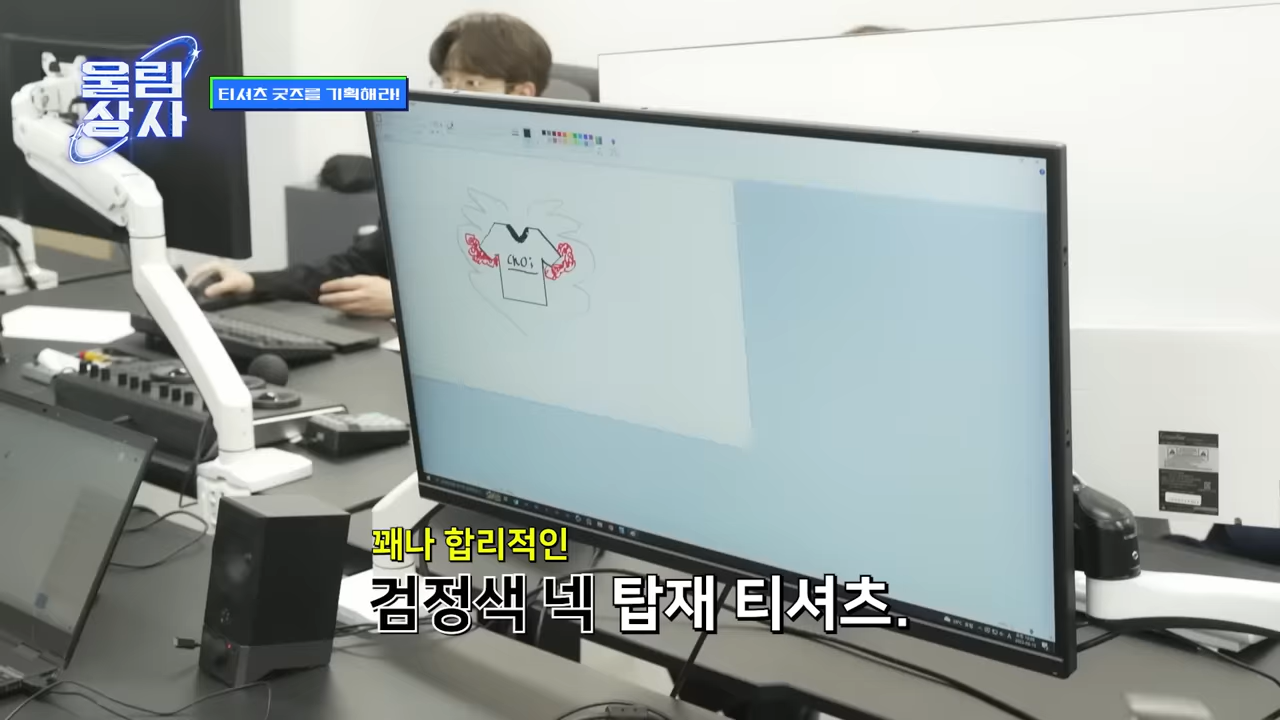 울림
상사
티셔츠 굿즈를 기획해라!
CHOi
꽤나 합리적인
검정색 넥 탑재 티셔츠.